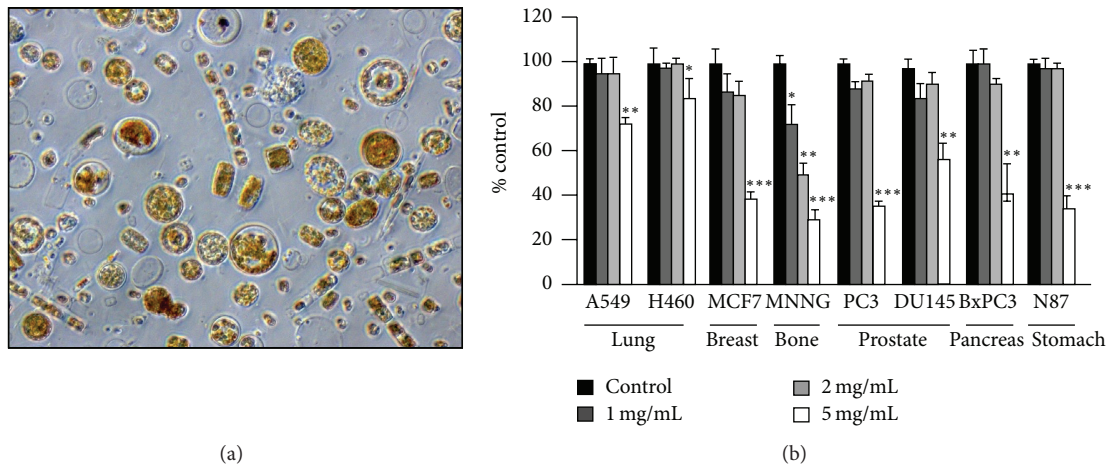 120
100
80
60
40
20
0
% control
*
**
*
**
**
***
***
***
**
***
A549 H460 MCF7 MNNG PC3 DU145 BxPC3 N87
Lung Breast Bone Prostate Pancreas Stomach
Control 2 mg/mL
1 mg/mL 5 mg/mL
(a) (b)